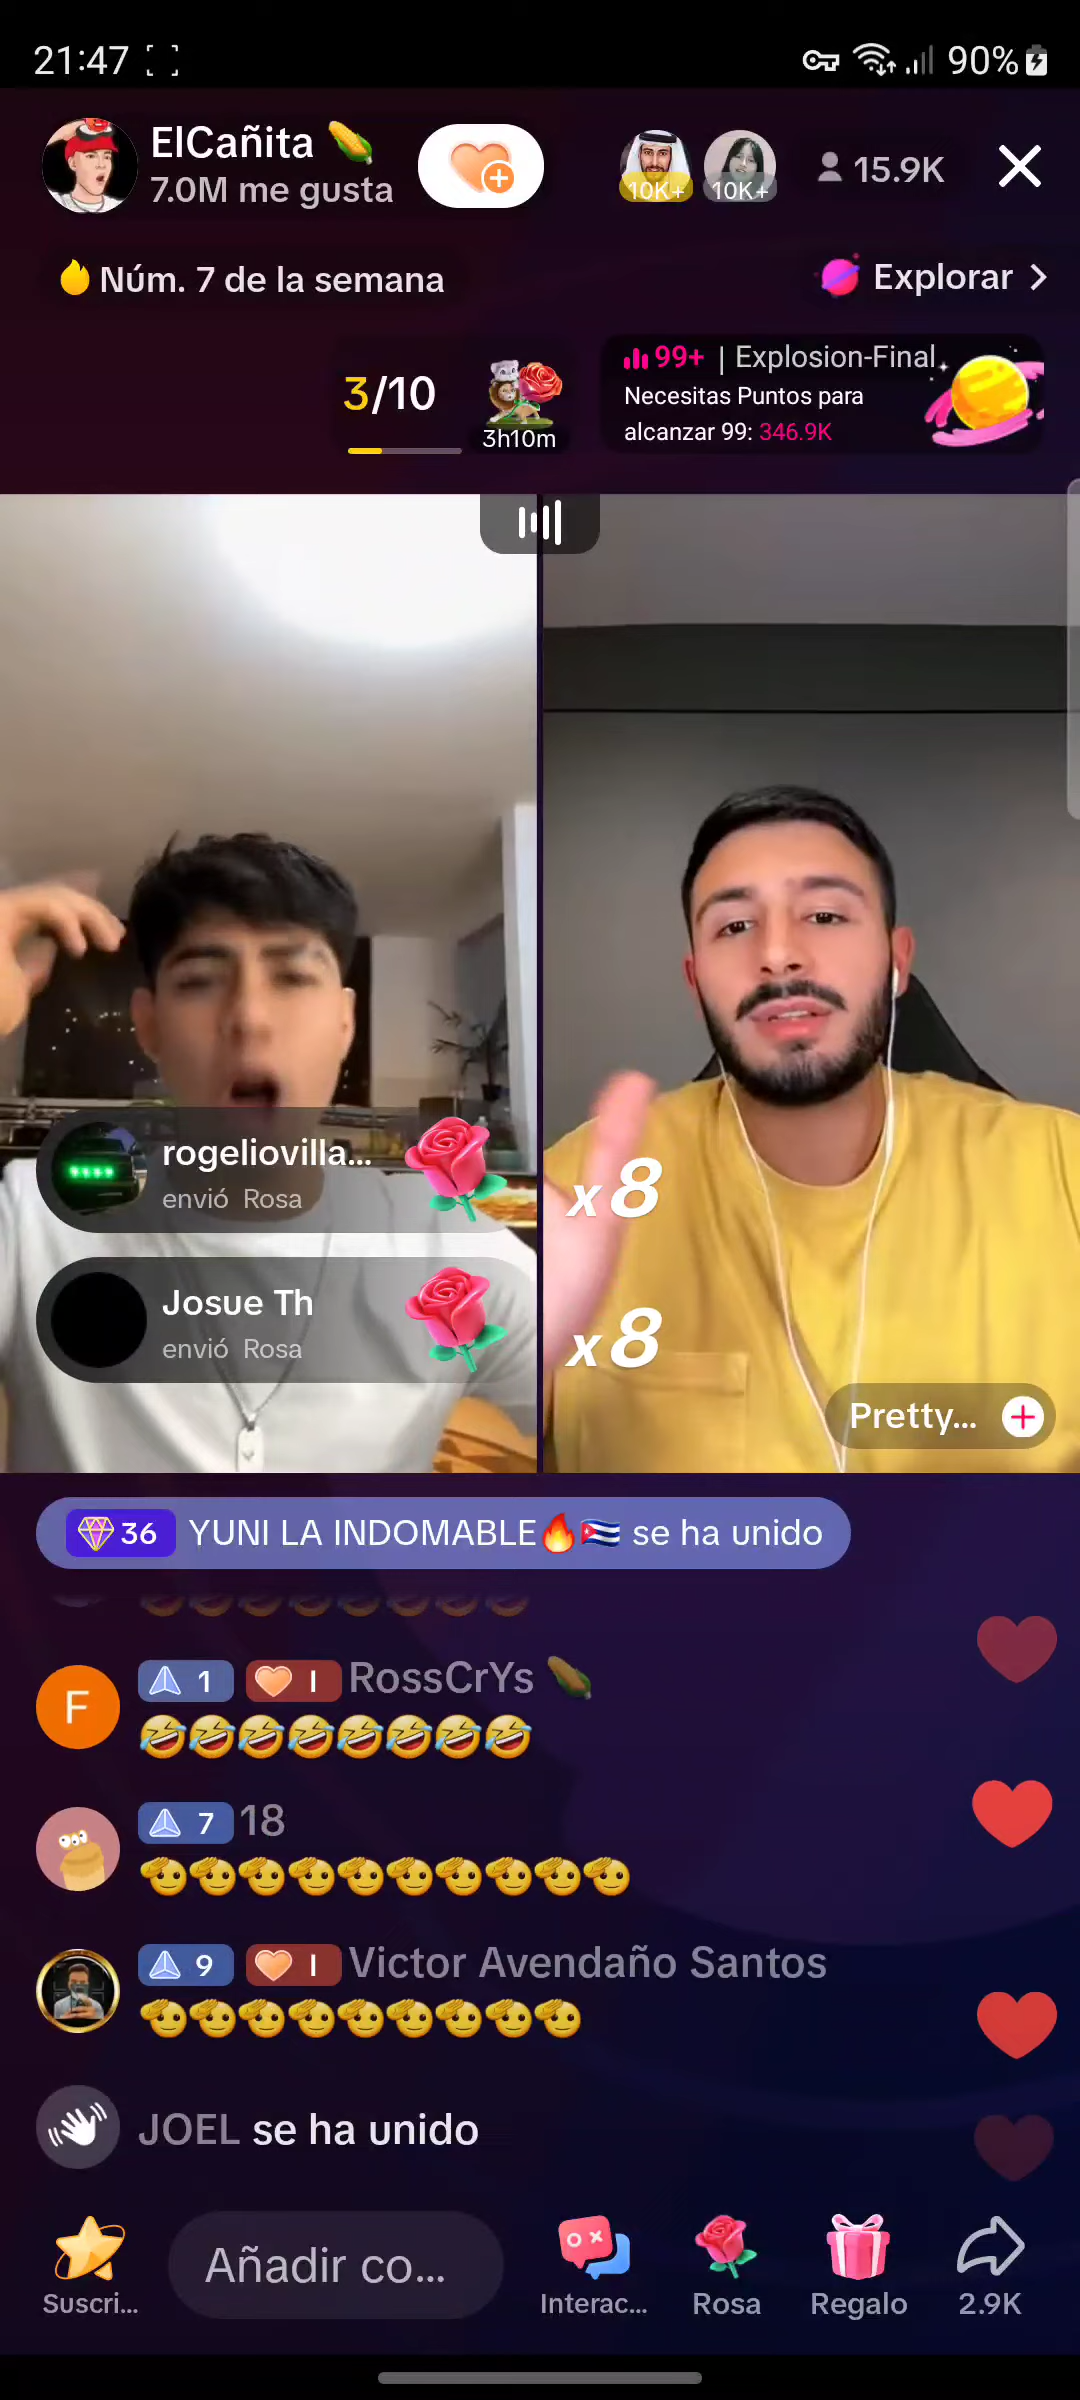 21:47
90%
ElCañita
7.0M me gusta
10K+
10K+
15.9K
Núm. 7 de la semana
Explorar
3/10
3h10m
99+ | Explosion-Final
Necesitas Puntos para
alcanzar 99: 346.9K
rogeliovilla...
envió Rosa
x8
Josue Th
envió Rosa
x8
Pretty...
36 YUNI LA INDOMABLE🔥🇨🇺 se ha unido
F
1 I RossCrYs 🌽
🤣🤣🤣🤣🤣🤣🤣🤣
7 18
🫡🫡🫡🫡🫡🫡🫡🫡🫡🫡
9 I Victor Avendaño Santos
🫡🫡🫡🫡🫡🫡🫡🫡🫡
JOEL se ha unido
Añadir co...
Suscri...
Interac...
Rosa
Regalo
2.9K